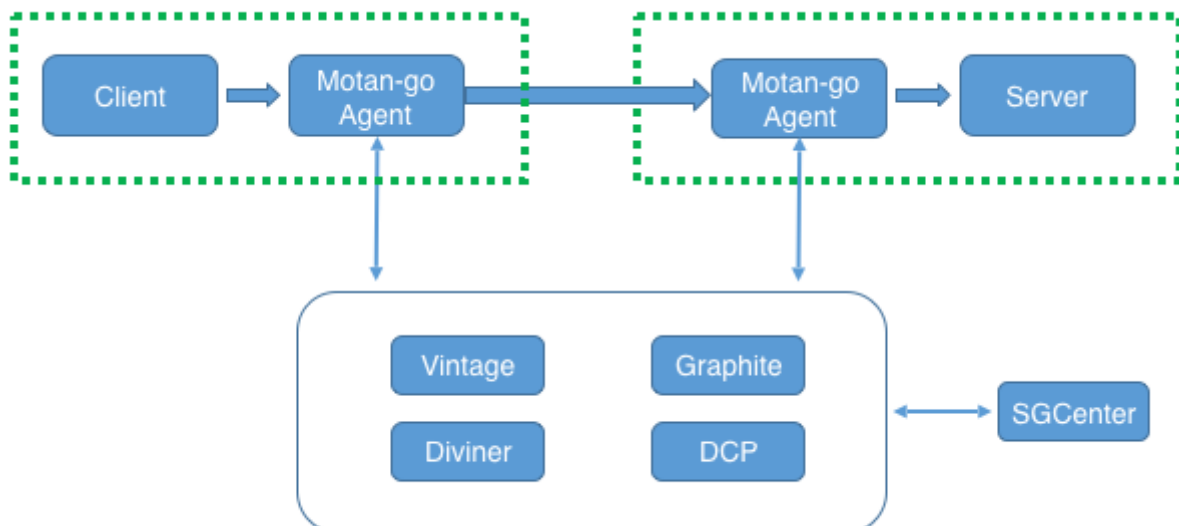 Client
Motan-go
Agent
Motan-go
Agent
Server
Vintage
Graphite
Diviner
DCP
SGCenter